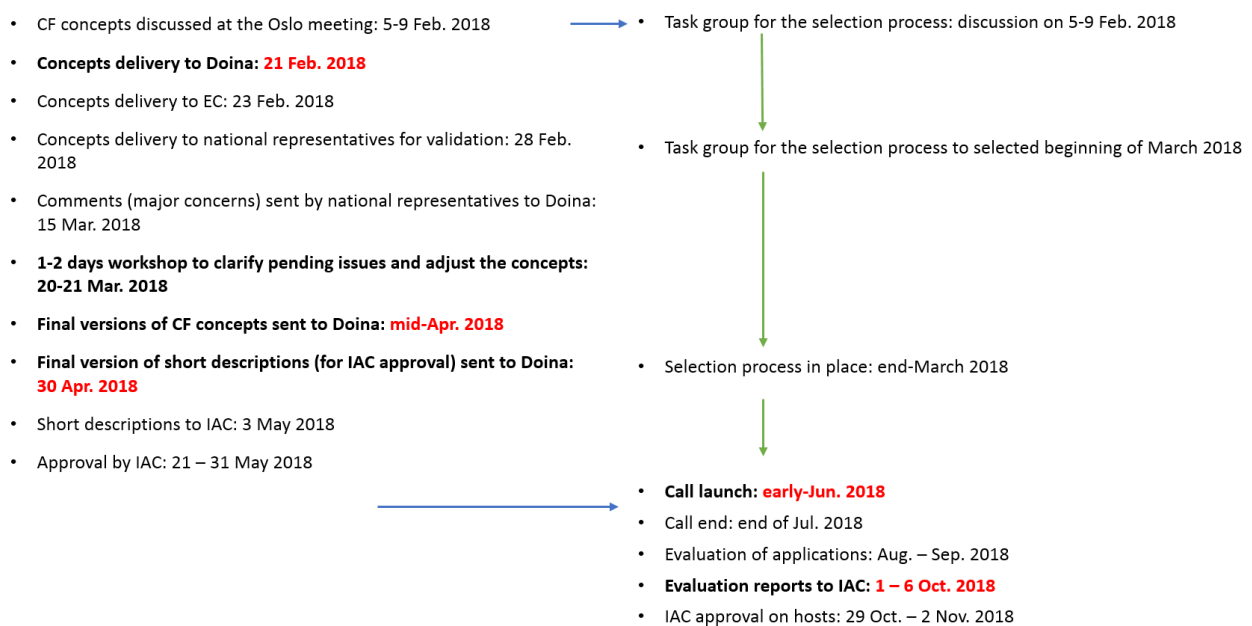 • CF concepts discussed at the Oslo meeting: 5-9 Feb. 2018
• Concepts delivery to Doina: 21 Feb. 2018
• Concepts delivery to EC: 23 Feb. 2018
• Concepts delivery to national representatives for validation: 28 Feb.
2018
• Comments (major concerns) sent by national representatives to Doina:
15 Mar. 2018
• 1-2 days workshop to clarify pending issues and adjust the concepts:
20-21 Mar. 2018
• Final versions of CF concepts sent to Doina: mid-Apr. 2018
• Final version of short descriptions (for IAC approval) sent to Doina:
30 Apr. 2018
• Short descriptions to IAC: 3 May 2018
• Approval by IAC: 21 – 31 May 2018
• Task group for the selection process: discussion on 5-9 Feb. 2018
• Task group for the selection process to selected beginning of March 2018
• Selection process in place: end-March 2018
• Call launch: early-Jun. 2018
• Call end: end of Jul. 2018
• Evaluation of applications: Aug. – Sep. 2018
• Evaluation reports to IAC: 1 – 6 Oct. 2018
• IAC approval on hosts: 29 Oct. – 2 Nov. 2018